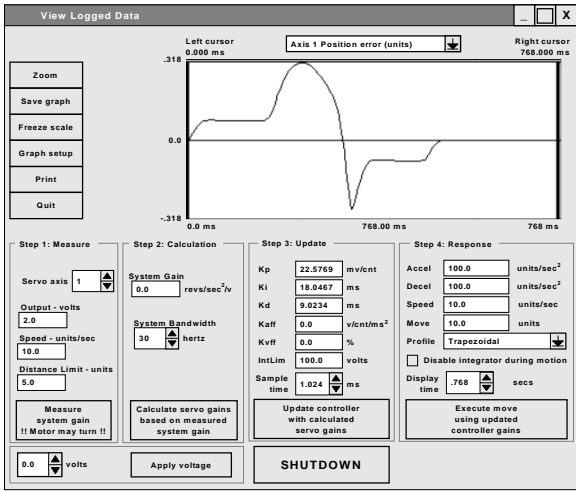 View Logged Data
_ X
Left cursor
0.000 ms
Axis 1 Position error (units)
Right cursor
768.000 ms
.318
0.0
-.318
0.0 ms 768.00 ms 768 ms
Zoom
Save graph
Freeze scale
Graph setup
Print
Quit
Step 1: Measure
Servo axis 1
Output - volts
2.0
Speed - units/sec
10.0
Distance Limit - units
5.0
Measure
system gain
!! Motor may turn !!
Step 2: Calculation
System Gain
0.0 revs/sec²/v
System Bandwidth
30 hertz
Calculate servo gains
based on measured
system gain
Step 3: Update
Kp 22.5769 mv/cnt
Ki 18.0467 ms
Kd 9.0234 ms
Kaff 0.0 v/cnt/ms²
Kvff 0.0 %
IntLim 100.0 volts
Sample
time 1.024 ms
Update controller
with calculated
servo gains
Step 4: Response
Accel 100.0 units/sec²
Decel 100.0 units/sec²
Speed 10.0 units/sec
Move 10.0 units
Profile Trapezoidal
Disable integrator during motion
Display
time .768 secs
Execute move
using updated
controller gains
0.0 volts
Apply voltage
SHUTDOWN